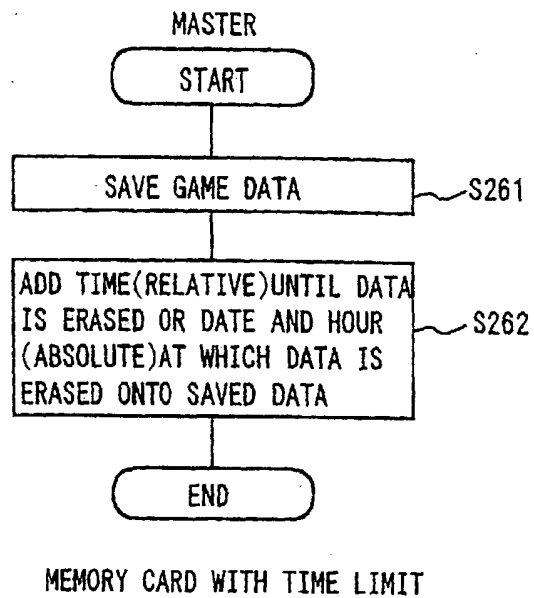 MASTER
START
SAVE GAME DATA
S261
ADD TIME(RELATIVE)UNTIL DATA
IS ERASED OR DATE AND HOUR
(ABSOLUTE)AT WHICH DATA IS
ERASED ONTO SAVED DATA
S262
END
MEMORY CARD WITH TIME LIMIT